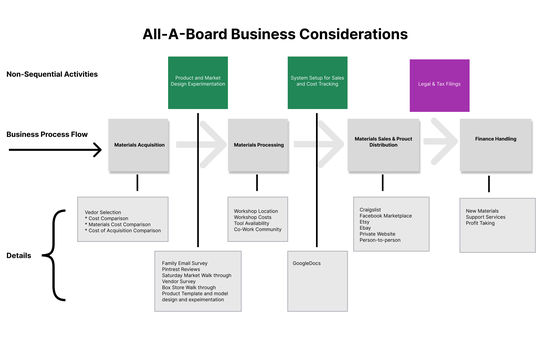 All-A-Board Business Considerations
Non-Sequential Activities
Product and Market
Design Experimentation
System Setup for Sales
and Cost Tracking
Legal & Tax Filings
Business Process Flow
Materials Acquisition
Materials Processing
Materials Sales & Prouct
Distribution
Finance Handling
Details
Vedor Selection
* Cost Comparison
* Materials Cost Comparison
* Cost of Acquisition Comparison
Workshop Location
Workshop Costs
Tool Availability
Co-Work Community
Craigslist
Facebook Marketplace
Etsy
Ebay
Private Website
Person-to-person
New Materials
Support Services
Profit Taking
Family Email Survey
Pintrest Reviews
Saturday Market Walk through
Vendor Survey
Box Store Walk through
Product Template and model
design and expeimentation
GoogleDocs